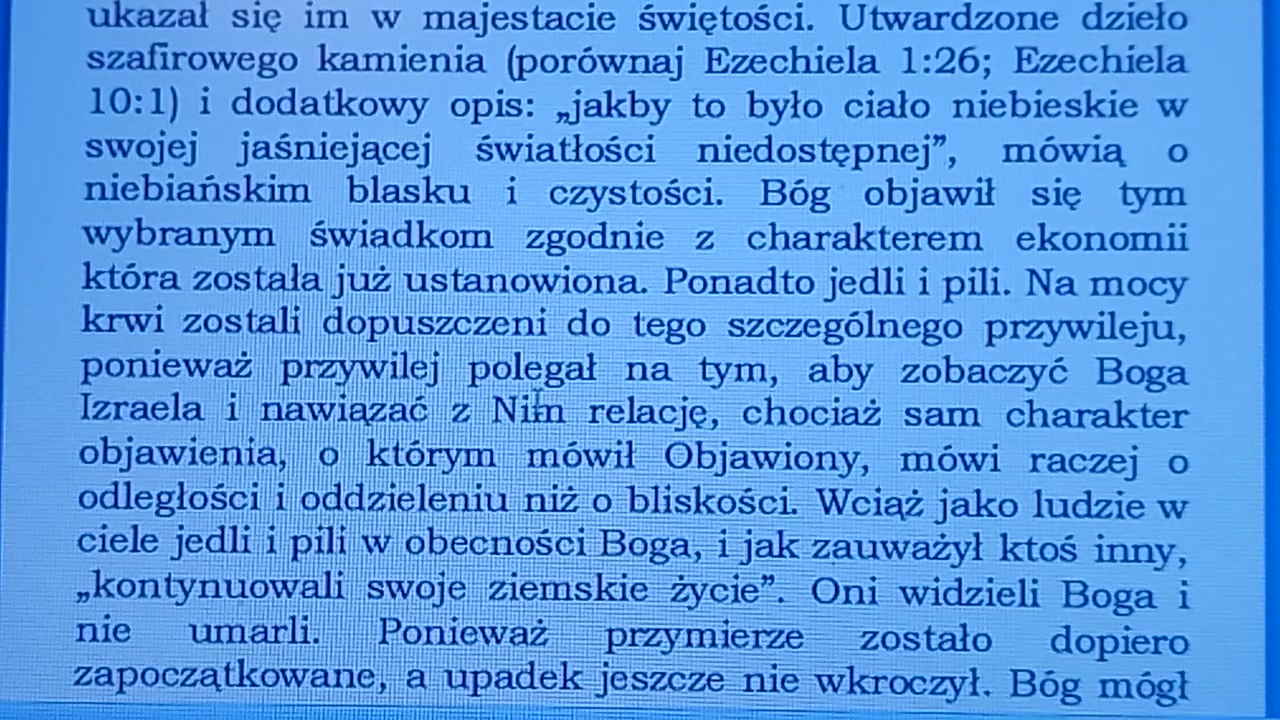 ukazał się im w majestacie świętości. Utwardzone dzieło
szafirowego kamienia (porównaj Ezechiela 1:26; Ezechiela
10:1) i dodatkowy opis: „jakby to było ciało niebieskie w
swojej jaśniejącej światłości niedostępnej”, mówią o
niebiańskim blasku i czystości. Bóg objawił się tym
wybranym świadkom zgodnie z charakterem ekonomii
która została już ustanowiona. Ponadto jedli i pili. Na mocy
krwi zostali dopuszczeni do tego szczególnego przywileju,
ponieważ przywilej polegał na tym, aby zobaczyć Boga
Izraela i nawiązać z Nim relację, chociaż sam charakter
objawienia, o którym mówił Objawiony, mówi raczej o
odległości i oddzieleniu niż o bliskości. Wciąż jako ludzie w
ciele jedli i pili w obecności Boga, i jak zauważył ktoś inny,
„kontynuowali swoje ziemskie życie”. Oni widzieli Boga i
nie umarli. Ponieważ przymierze zostało dopiero
zapoczątkowane, a upadek jeszcze nie wkroczył. Bóg mógł